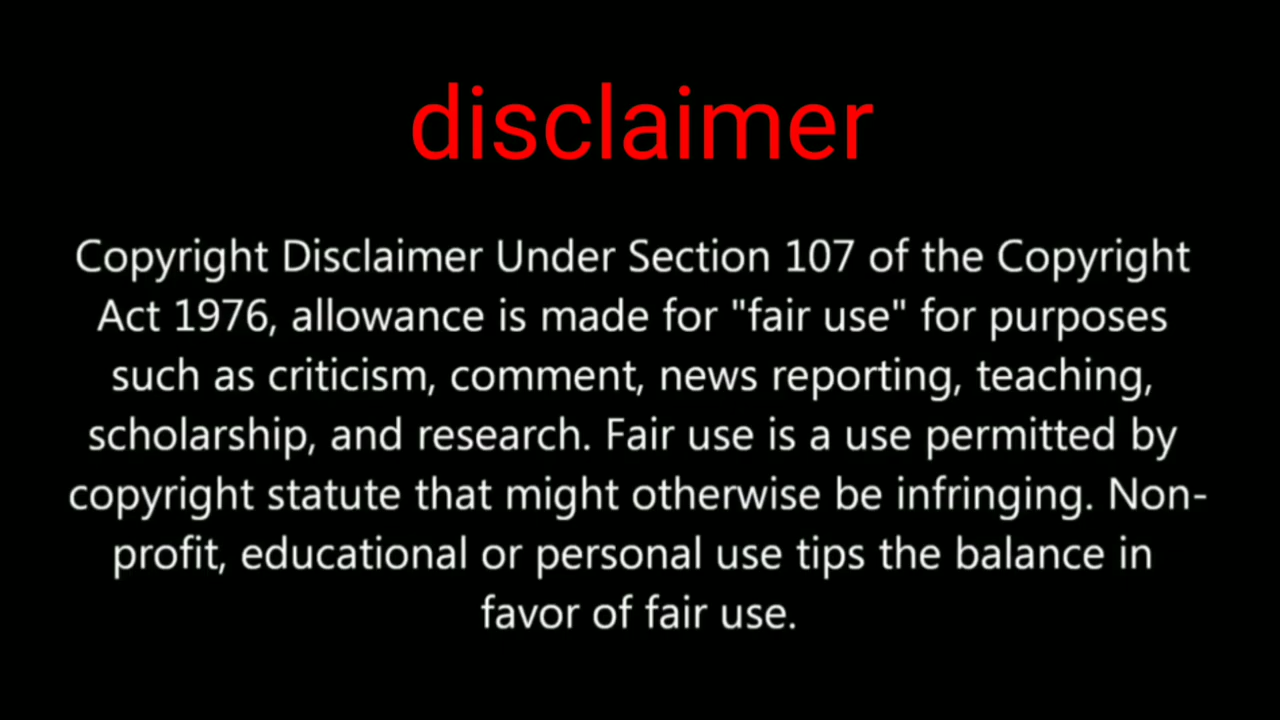 disclaimer
Copyright Disclaimer Under Section 107 of the Copyright
Act 1976, allowance is made for "fair use" for purposes
such as criticism, comment, news reporting, teaching,
scholarship, and research. Fair use is a use permitted by
copyright statute that might otherwise be infringing. Non-
profit, educational or personal use tips the balance in
favor of fair use.